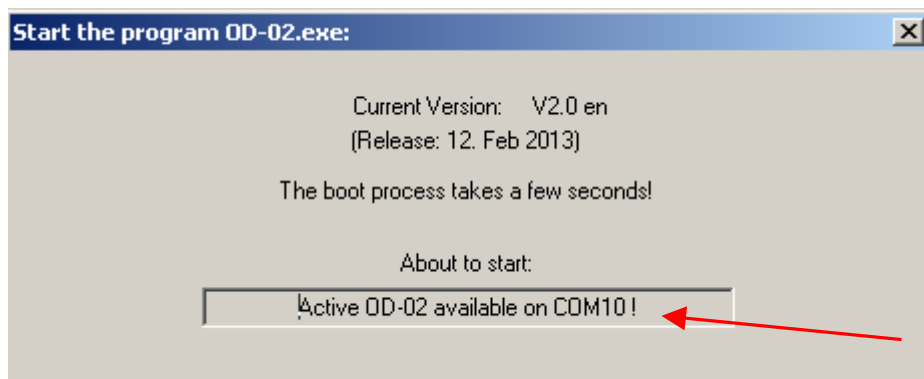 Start the program OD-02.exe:
Current Version: V2.0 en
(Release: 12. Feb 2013)
The boot process takes a few seconds!
About to start:
Active OD-02 available on COM10 !